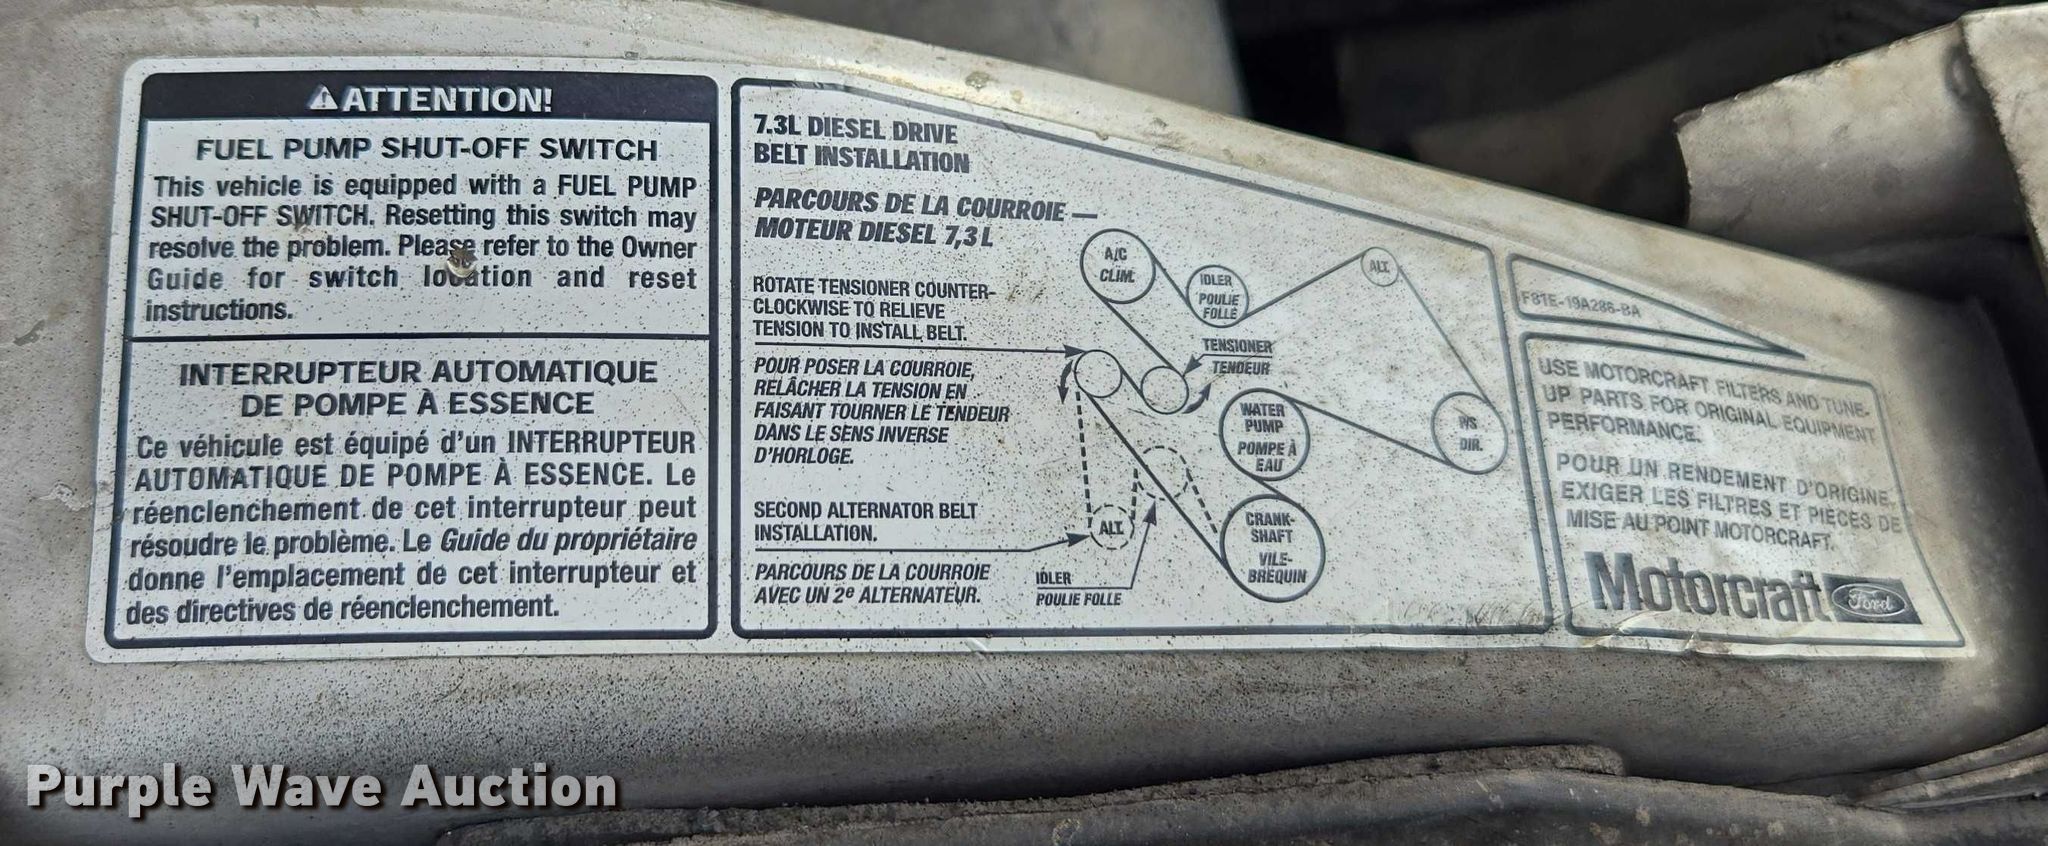 ATTENTION!
FUEL PUMP SHUT-OFF SWITCH
This vehicle is equipped with a FUEL PUMP
SHUT-OFF SWITCH. Resetting this switch may
resolve the problem. Please refer to the Owner
Guide for switch location and reset
instructions.
INTERRUPTEUR AUTOMATIQUE
DE POMPE À ESSENCE
Ce véhicule est équipé d'un INTERRUPTEUR
AUTOMATIQUE DE POMPE À ESSENCE. Le
réenclenchement de cet interrupteur peut
résoudre le problème. Le Guide du propriétaire
donne l'emplacement de cet interrupteur et
des directives de réenclenchement.
7.3L DIESEL DRIVE
BELT INSTALLATION
PARCOURS DE LA COURROIE —
MOTEUR DIESEL 7,3 L
ROTATE TENSIONER COUNTER-
CLOCKWISE TO RELIEVE
TENSION TO INSTALL BELT.
POUR POSER LA COURROIE,
RELÂCHER LA TENSION EN
FAISANT TOURNER LE TENDEUR
DANS LE SENS INVERSE
D'HORLOGE.
SECOND ALTERNATOR BELT
INSTALLATION.
PARCOURS DE LA COURROIE
AVEC UN 2e ALTERNATEUR.
A/C
CLIM.
IDLER
POULIE
FOLLE
ALT.
TENSIONER
TENDEUR
WATER
PUMP
POMPE À
EAU
P/S
DIR.
ALT.
CRANK-
SHAFT
VILE-
BREQUIN
IDLER
POULIE FOLLE
F81E-19A286-BA
USE MOTORCRAFT FILTERS AND TUNE-
UP PARTS FOR ORIGINAL EQUIPMENT
PERFORMANCE.
POUR UN RENDEMENT D'ORIGINE,
EXIGER LES FILTRES ET PIECES DE
MISE AU POINT MOTORCRAFT.
Motorcraft Ford
Purple Wave Auction